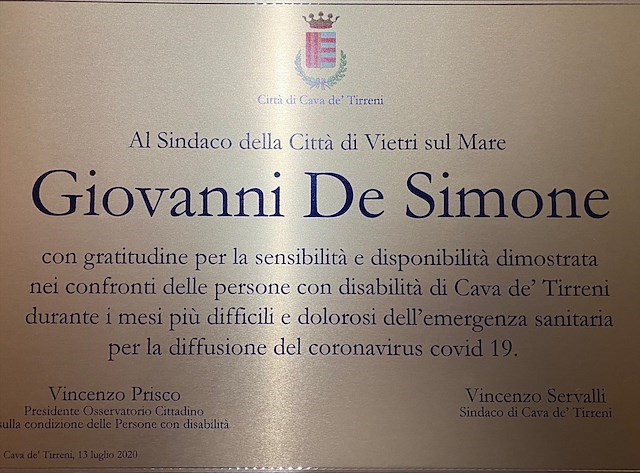 Città di Cava de' Tirreni
Al Sindaco della Città di Vietri sul Mare
Giovanni De Simone
con gratitudine per la sensibilità e disponibilità dimostrata
nei confronti delle persone con disabilità di Cava de' Tirreni
durante i mesi più difficili e dolorosi dell'emergenza sanitaria
per la diffusione del coronavirus covid 19.
Vincenzo Prisco
Presidente Osservatorio Cittadino
sulla condizione delle Persone con disabilità
Vincenzo Servalli
Sindaco di Cava de' Tirreni
Cava de' Tirreni, 13 luglio 2020